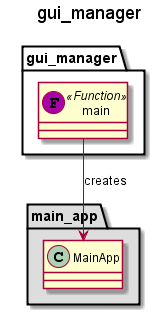 gui_manager
gui_manager
F
«Function»
main
creates
main_app
C MainApp